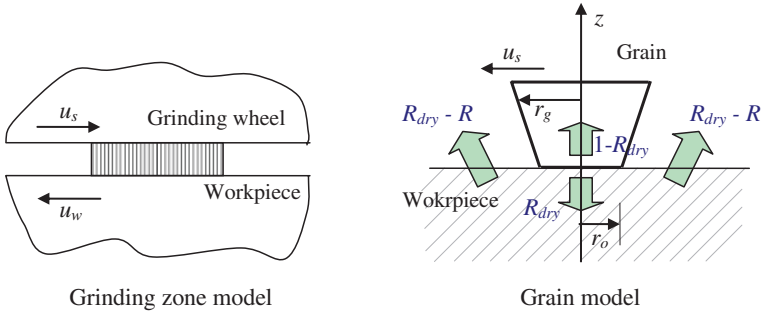 u_s
Grinding wheel
Workpiece
u_w
Grinding zone model
z
u_s
Grain
R_dry - R
r_g
R_dry - R
1-R_dry
Wokrpiece
R_dry
r_o
Grain model